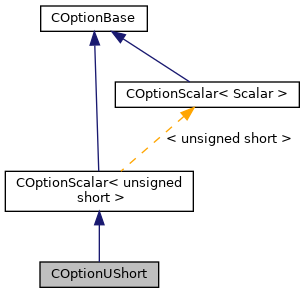 COptionBase
COptionScalar< Scalar >
< unsigned short >
COptionScalar< unsigned
short >
COptionUShort